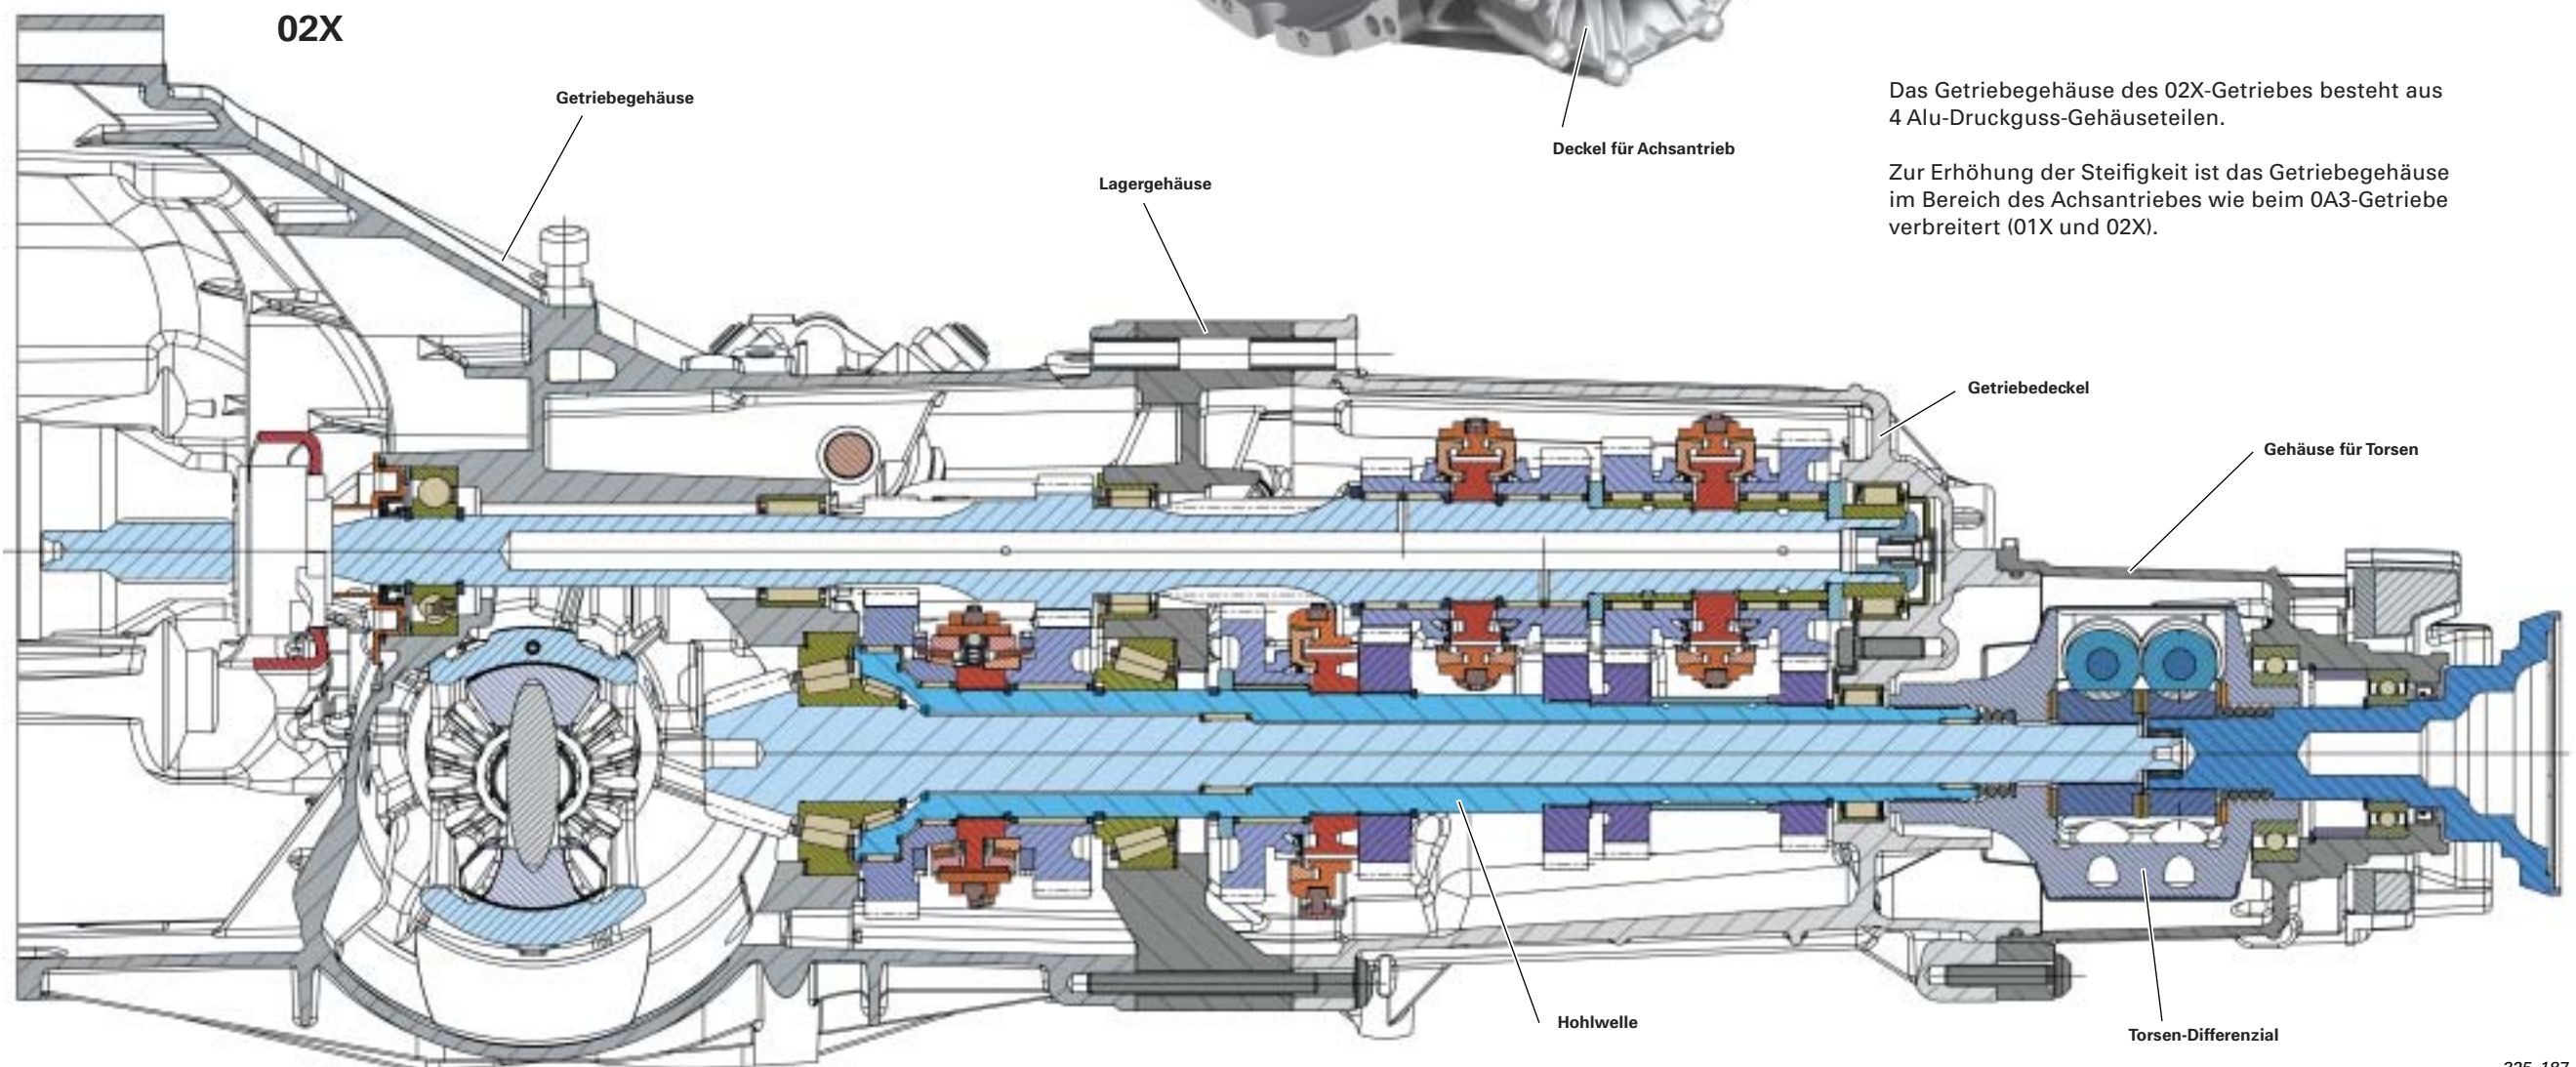 02X
Getriebegehäuse
Deckel für Achsantrieb
Das Getriebegehäuse des 02X-Getriebes besteht aus
4 Alu-Druckguss-Gehäuseteilen.
Zur Erhöhung der Steifigkeit ist das Getriebegehäuse
im Bereich des Achsantriebes wie beim 0A3-Getriebe
verbreitert (01X und 02X).
Lagergehäuse
Getriebedeckel
Gehäuse für Torsen
Hohlwelle
Torsen-Differenzial
325_187